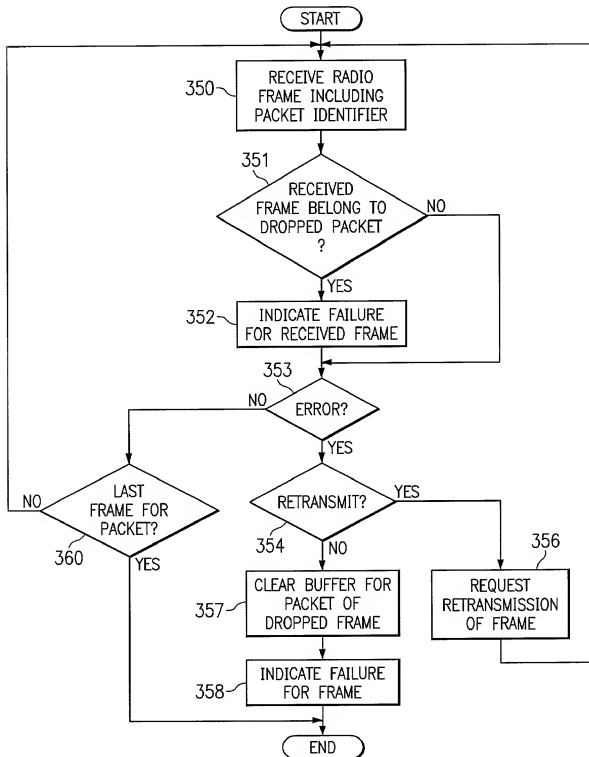 START
350
RECEIVE RADIO
FRAME INCLUDING
PACKET IDENTIFIER
351
RECEIVED
FRAME BELONG TO
DROPPED PACKET
?
NO
YES
352
INDICATE FAILURE
FOR RECEIVED FRAME
353
NO
ERROR?
YES
NO
LAST
FRAME FOR
PACKET?
360
YES
RETRANSMIT?
YES
354
NO
356
REQUEST
RETRANSMISSION
OF FRAME
357
CLEAR BUFFER FOR
PACKET OF
DROPPED FRAME
358
INDICATE FAILURE
FOR FRAME
END